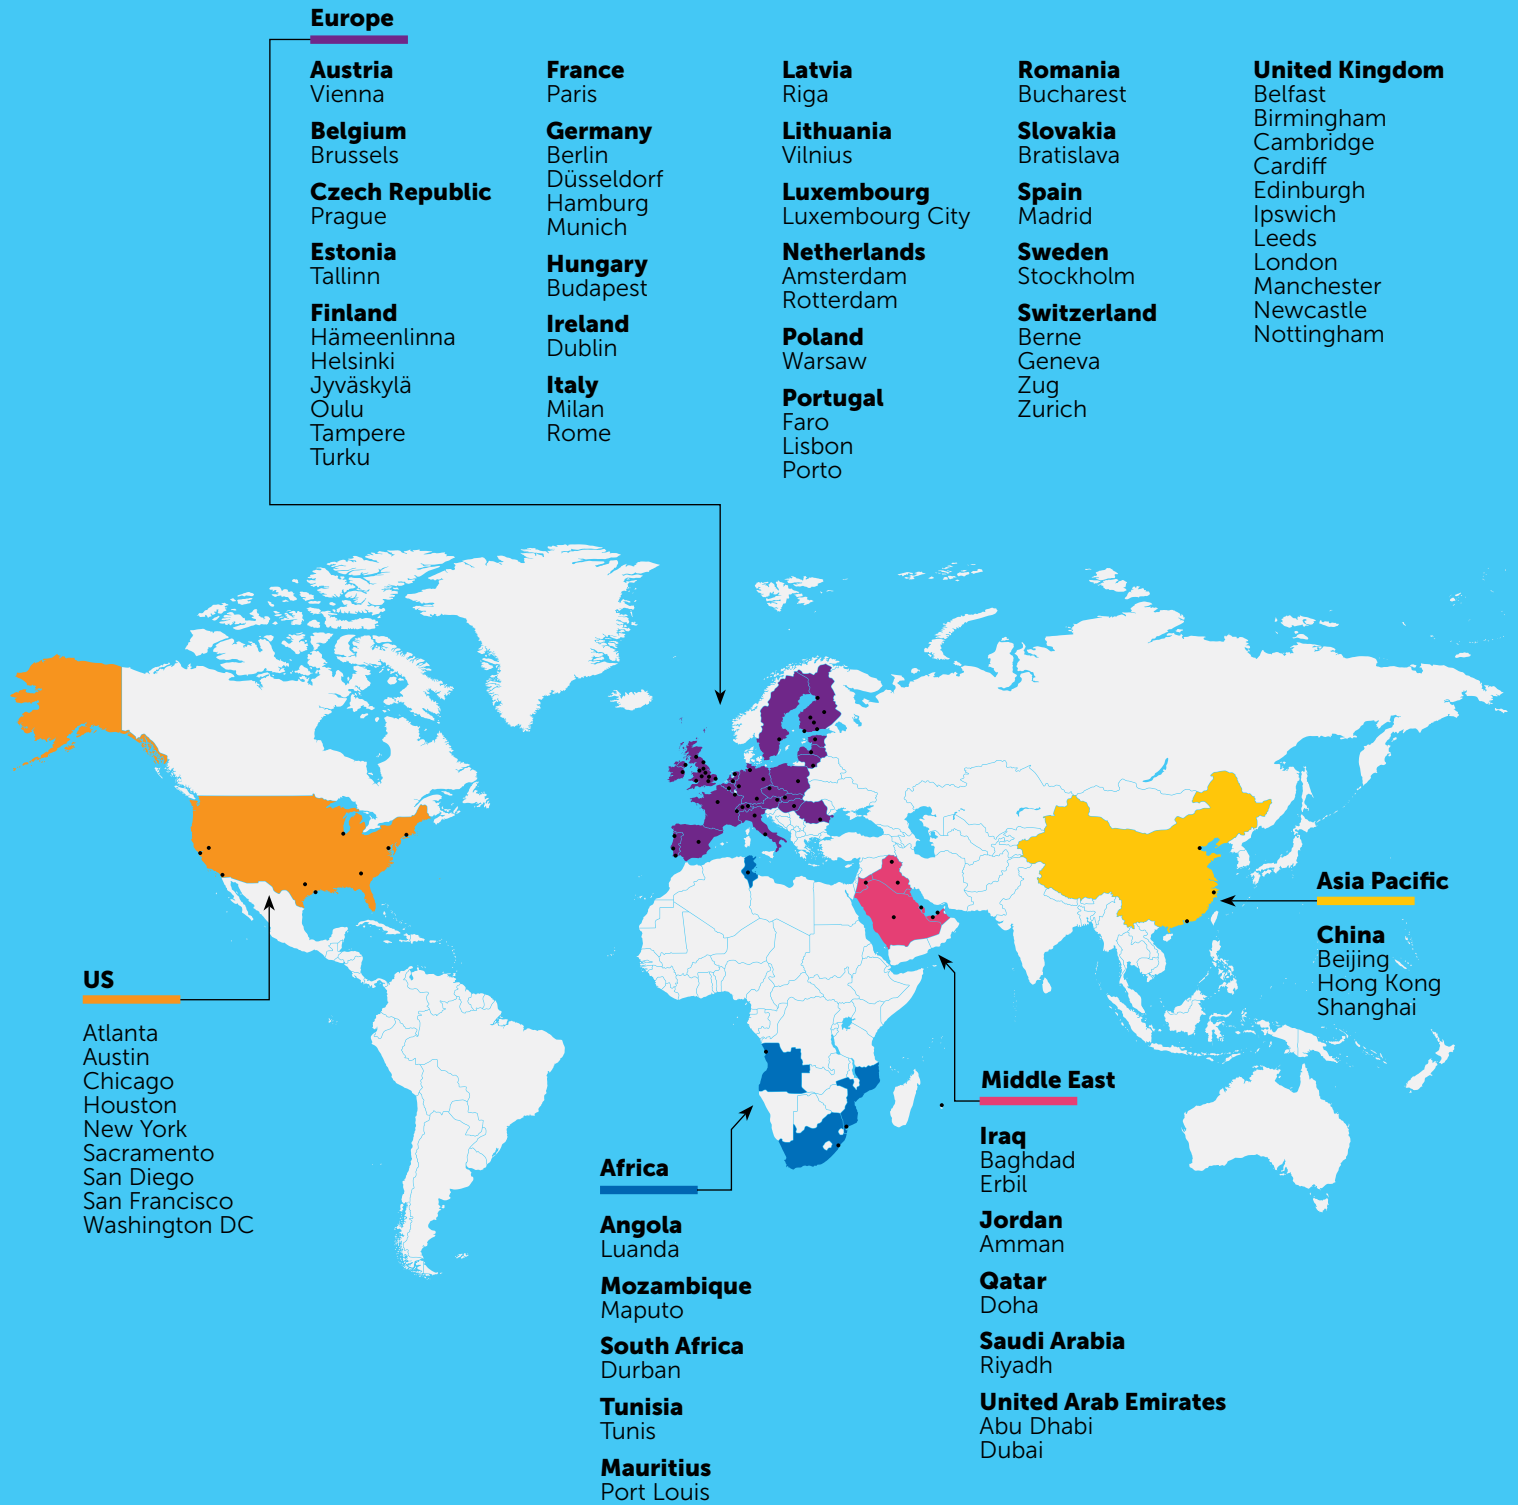 Europe
Austria
Vienna
Belgium
Brussels
Czech Republic
Prague
Estonia
Tallinn
Finland
Hämeenlinna
Helsinki
Jyväskylä
Oulu
Tampere
Turku
France
Paris
Germany
Berlin
Düsseldorf
Hamburg
Munich
Hungary
Budapest
Ireland
Dublin
Italy
Milan
Rome
Latvia
Riga
Lithuania
Vilnius
Luxembourg
Luxembourg City
Netherlands
Amsterdam
Rotterdam
Poland
Warsaw
Portugal
Faro
Lisbon
Porto
Romania
Bucharest
Slovakia
Bratislava
Spain
Madrid
Sweden
Stockholm
Switzerland
Berne
Geneva
Zug
Zurich
United Kingdom
Belfast
Birmingham
Cambridge
Cardiff
Edinburgh
Ipswich
Leeds
London
Manchester
Newcastle
Nottingham
US
Atlanta
Austin
Chicago
Houston
New York
Sacramento
San Diego
San Francisco
Washington DC
Africa
Angola
Luanda
Mozambique
Maputo
South Africa
Durban
Tunisia
Tunis
Mauritius
Port Louis
Middle East
Iraq
Baghdad
Erbil
Jordan
Amman
Qatar
Doha
Saudi Arabia
Riyadh
United Arab Emirates
Abu Dhabi
Dubai
Asia Pacific
China
Beijing
Hong Kong
Shanghai